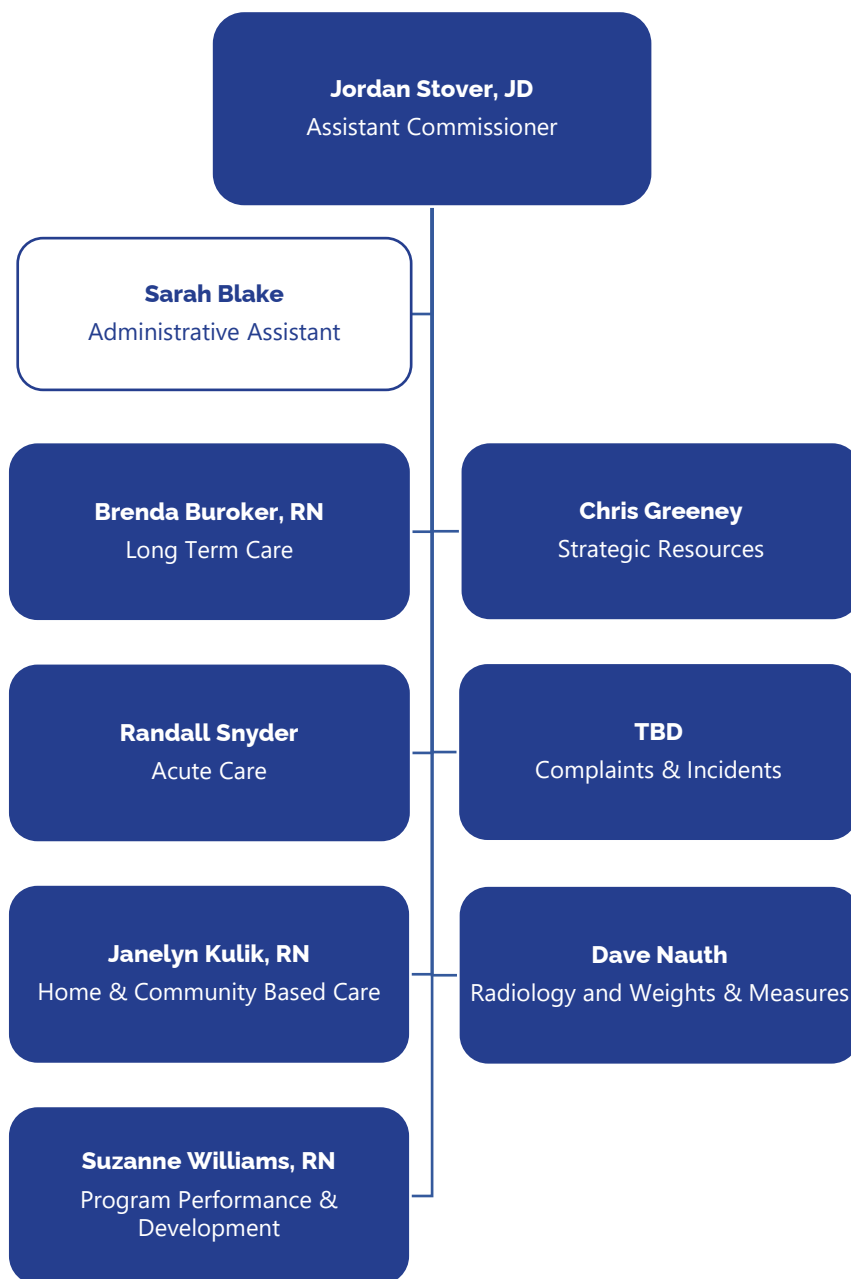 Jordan Stover, JD
Assistant Commissioner
Sarah Blake
Administrative Assistant
Brenda Buroker, RN
Long Term Care
Chris Greeney
Strategic Resources
Randall Snyder
Acute Care
TBD
Complaints & Incidents
Janelyn Kulik, RN
Home & Community Based Care
Dave Nauth
Radiology and Weights & Measures
Suzanne Williams, RN
Program Performance &
Development